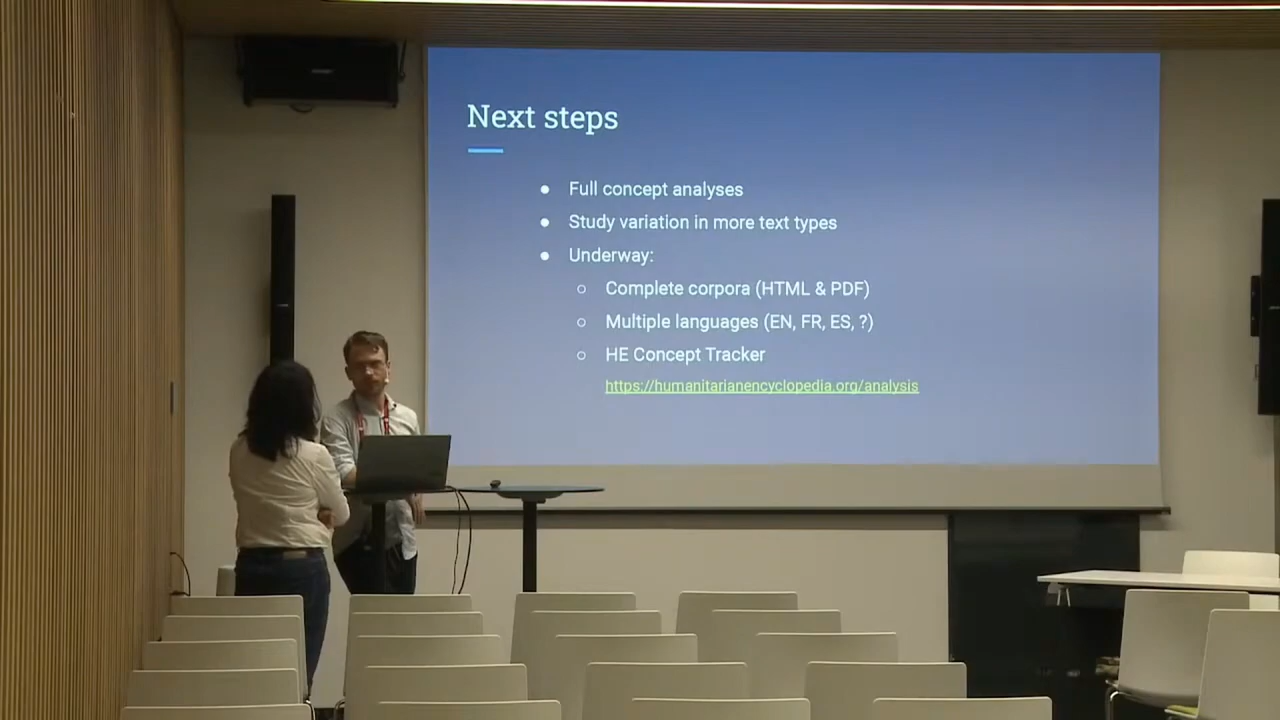 Next steps
● Full concept analyses
● Study variation in more text types
● Underway:
○ Complete corpora (HTML & PDF)
○ Multiple languages (EN, FR, ES, ?)
○ HE Concept Tracker
https://humanitarianencyclopedia.org/analysis